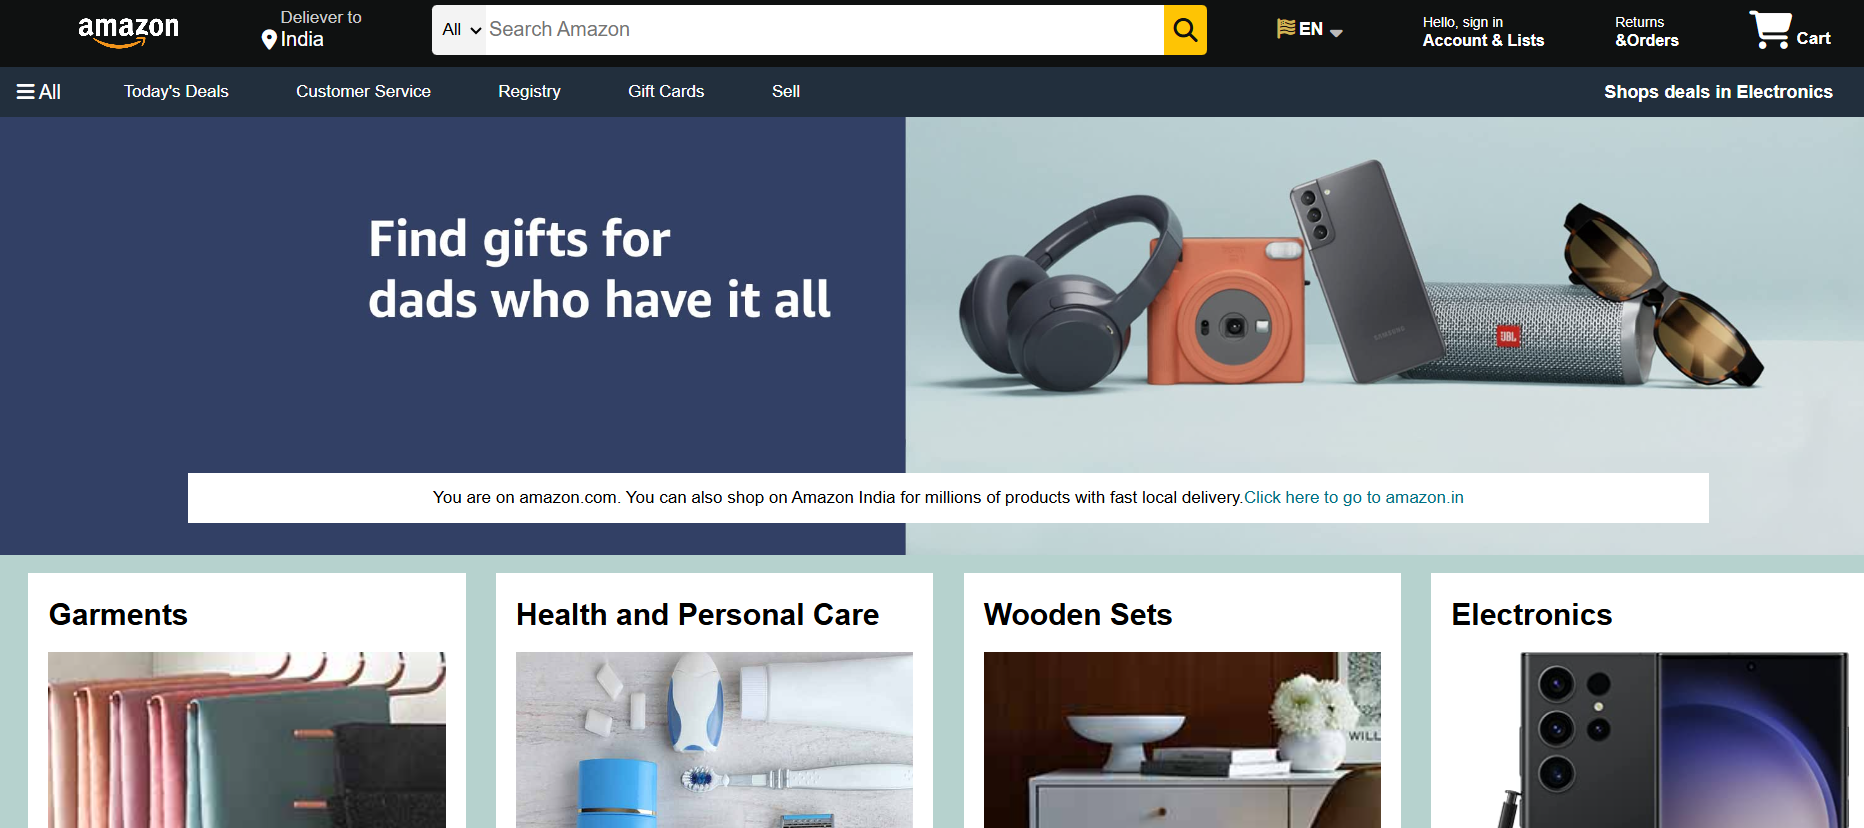 amazon
Deliever to
India
All
Search Amazon
EN
Hello, sign in
Account & Lists
Returns
&Orders
Cart
All
Today's Deals
Customer Service
Registry
Gift Cards
Sell
Shops deals in Electronics
Find gifts for
dads who have it all
SAMSUNG
JBL
You are on amazon.com. You can also shop on Amazon India for millions of products with fast local delivery.Click here to go to amazon.in
Garments
Health and Personal Care
Wooden Sets
Electronics
WILL